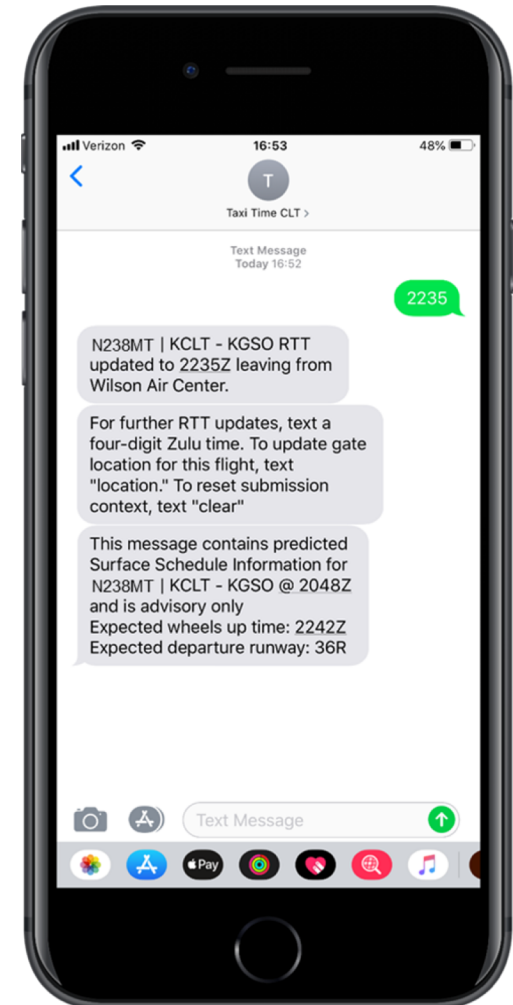 Verizon 16:53 48%
T
Taxi Time CLT >
Text Message
Today 16:52
2235
N238MT | KCLT - KGSO RTT
updated to 2235Z leaving from
Wilson Air Center.
For further RTT updates, text a
four-digit Zulu time. To update gate
location for this flight, text
"location." To reset submission
context, text "clear"
This message contains predicted
Surface Schedule Information for
N238MT | KCLT - KGSO @ 2048Z
and is advisory only
Expected wheels up time: 2242Z
Expected departure runway: 36R
Text Message
Pay